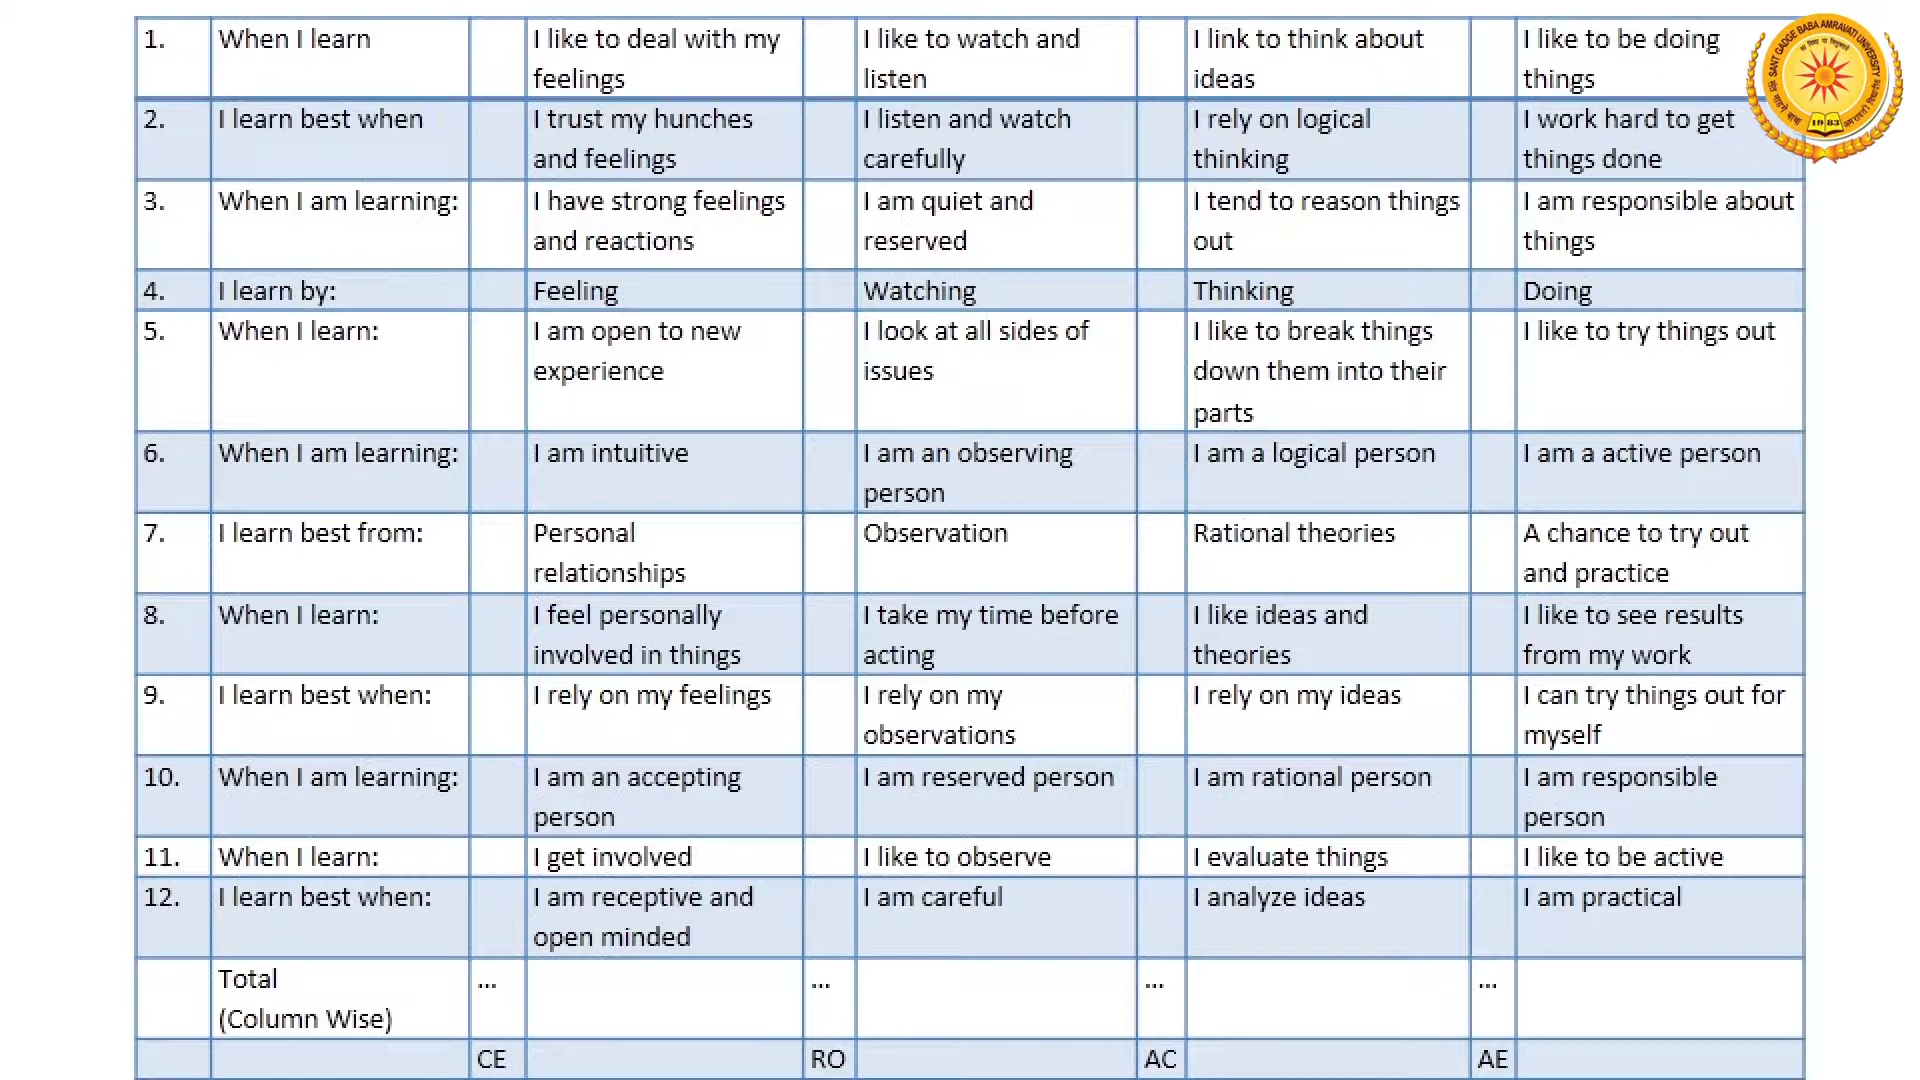 1. When I learn I like to deal with my I like to watch and I link to think about I like to be doing
feelings listen ideas things
2. I learn best when I trust my hunches I listen and watch I rely on logical I work hard to get
and feelings carefully thinking things done
3. When I am learning: I have strong feelings I am quiet and I tend to reason things I am responsible about
and reactions reserved out things
4. I learn by: Feeling Watching Thinking Doing
5. When I learn: I am open to new I look at all sides of I like to break things I like to try things out
experience issues down them into their
parts
6. When I am learning: I am intuitive I am an observing I am a logical person I am a active person
person
7. I learn best from: Personal Observation Rational theories A chance to try out
relationships and practice
8. When I learn: I feel personally I take my time before I like ideas and I like to see results
involved in things acting theories from my work
9. I learn best when: I rely on my feelings I rely on my I rely on my ideas I can try things out for
observations myself
10. When I am learning: I am an accepting I am reserved person I am rational person I am responsible
person person
11. When I learn: I get involved I like to observe I evaluate things I like to be active
12. I learn best when: I am receptive and I am careful I analyze ideas I am practical
open minded
Total ... ... ... ...
(Column Wise)
CE RO AC AE
SANT GADGE BABA AMRAVATI UNIVERSITY
1983